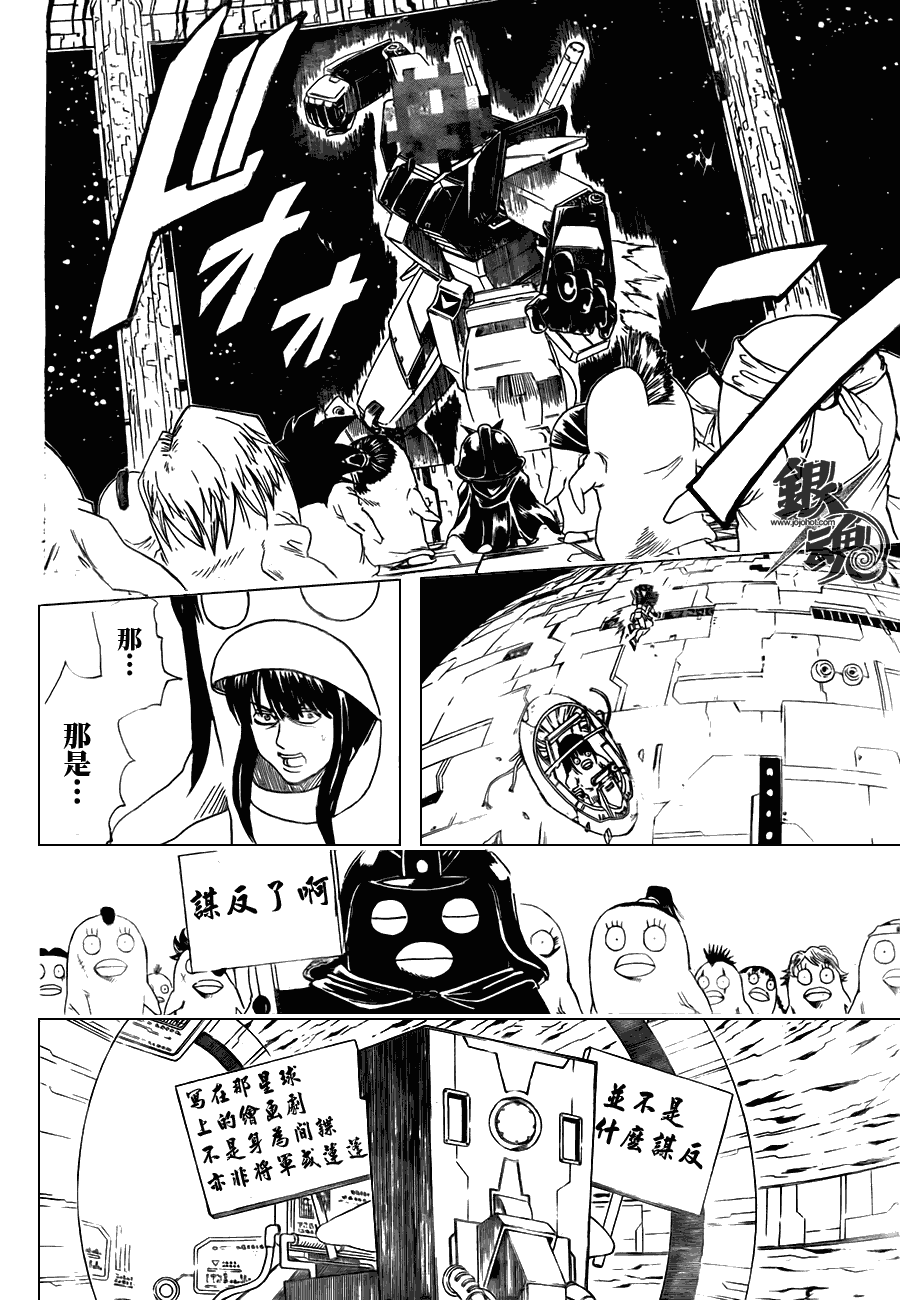 ドォォ
銀魂
www.jojohot.com
那…
那是…
謀反了啊
並不是
什麼謀反
寫在那星球
上的繪画劇
不是身為間諜
亦非將軍或蓮蓬